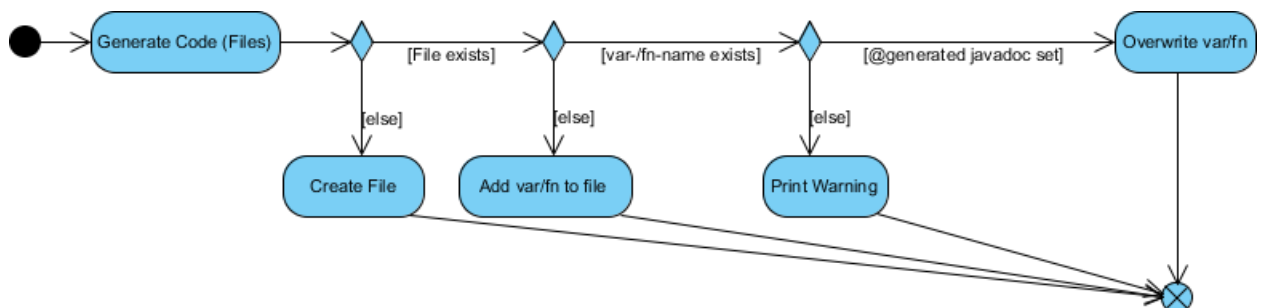 Generate Code (Files)
[File exists]
[var-/fn-name exists]
[@generated javadoc set]
Overwrite var/fn
[else]
[else]
[else]
Create File
Add var/fn to file
Print Warning